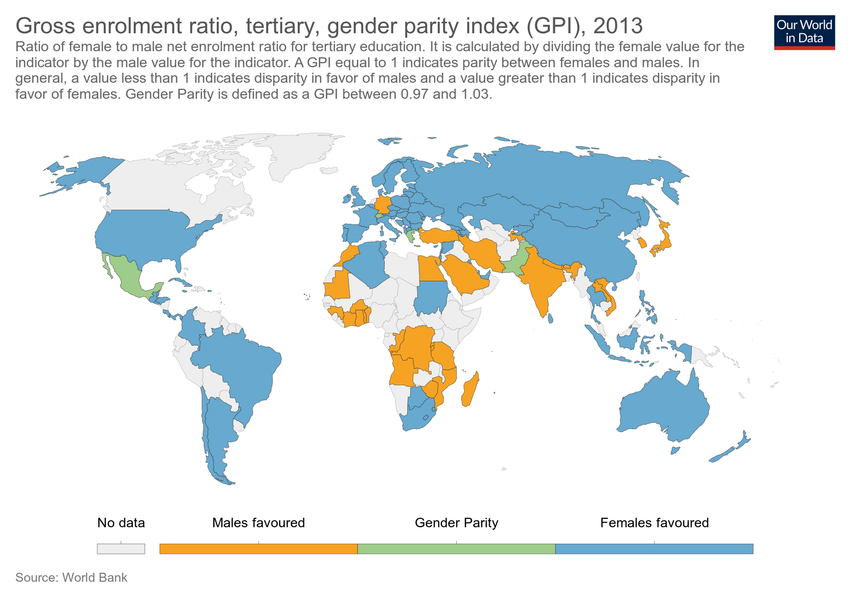 Gross enrolment ratio, tertiary, gender parity index (GPI), 2013
Our World
in Data
Ratio of female to male net enrolment ratio for tertiary education. It is calculated by dividing the female value for the
indicator by the male value for the indicator. A GPI equal to 1 indicates parity between females and males. In
general, a value less than 1 indicates disparity in favor of males and a value greater than 1 indicates disparity in
favor of females. Gender Parity is defined as a GPI between 0.97 and 1.03.
No data
Males favoured
Gender Parity
Females favoured
Source: World Bank